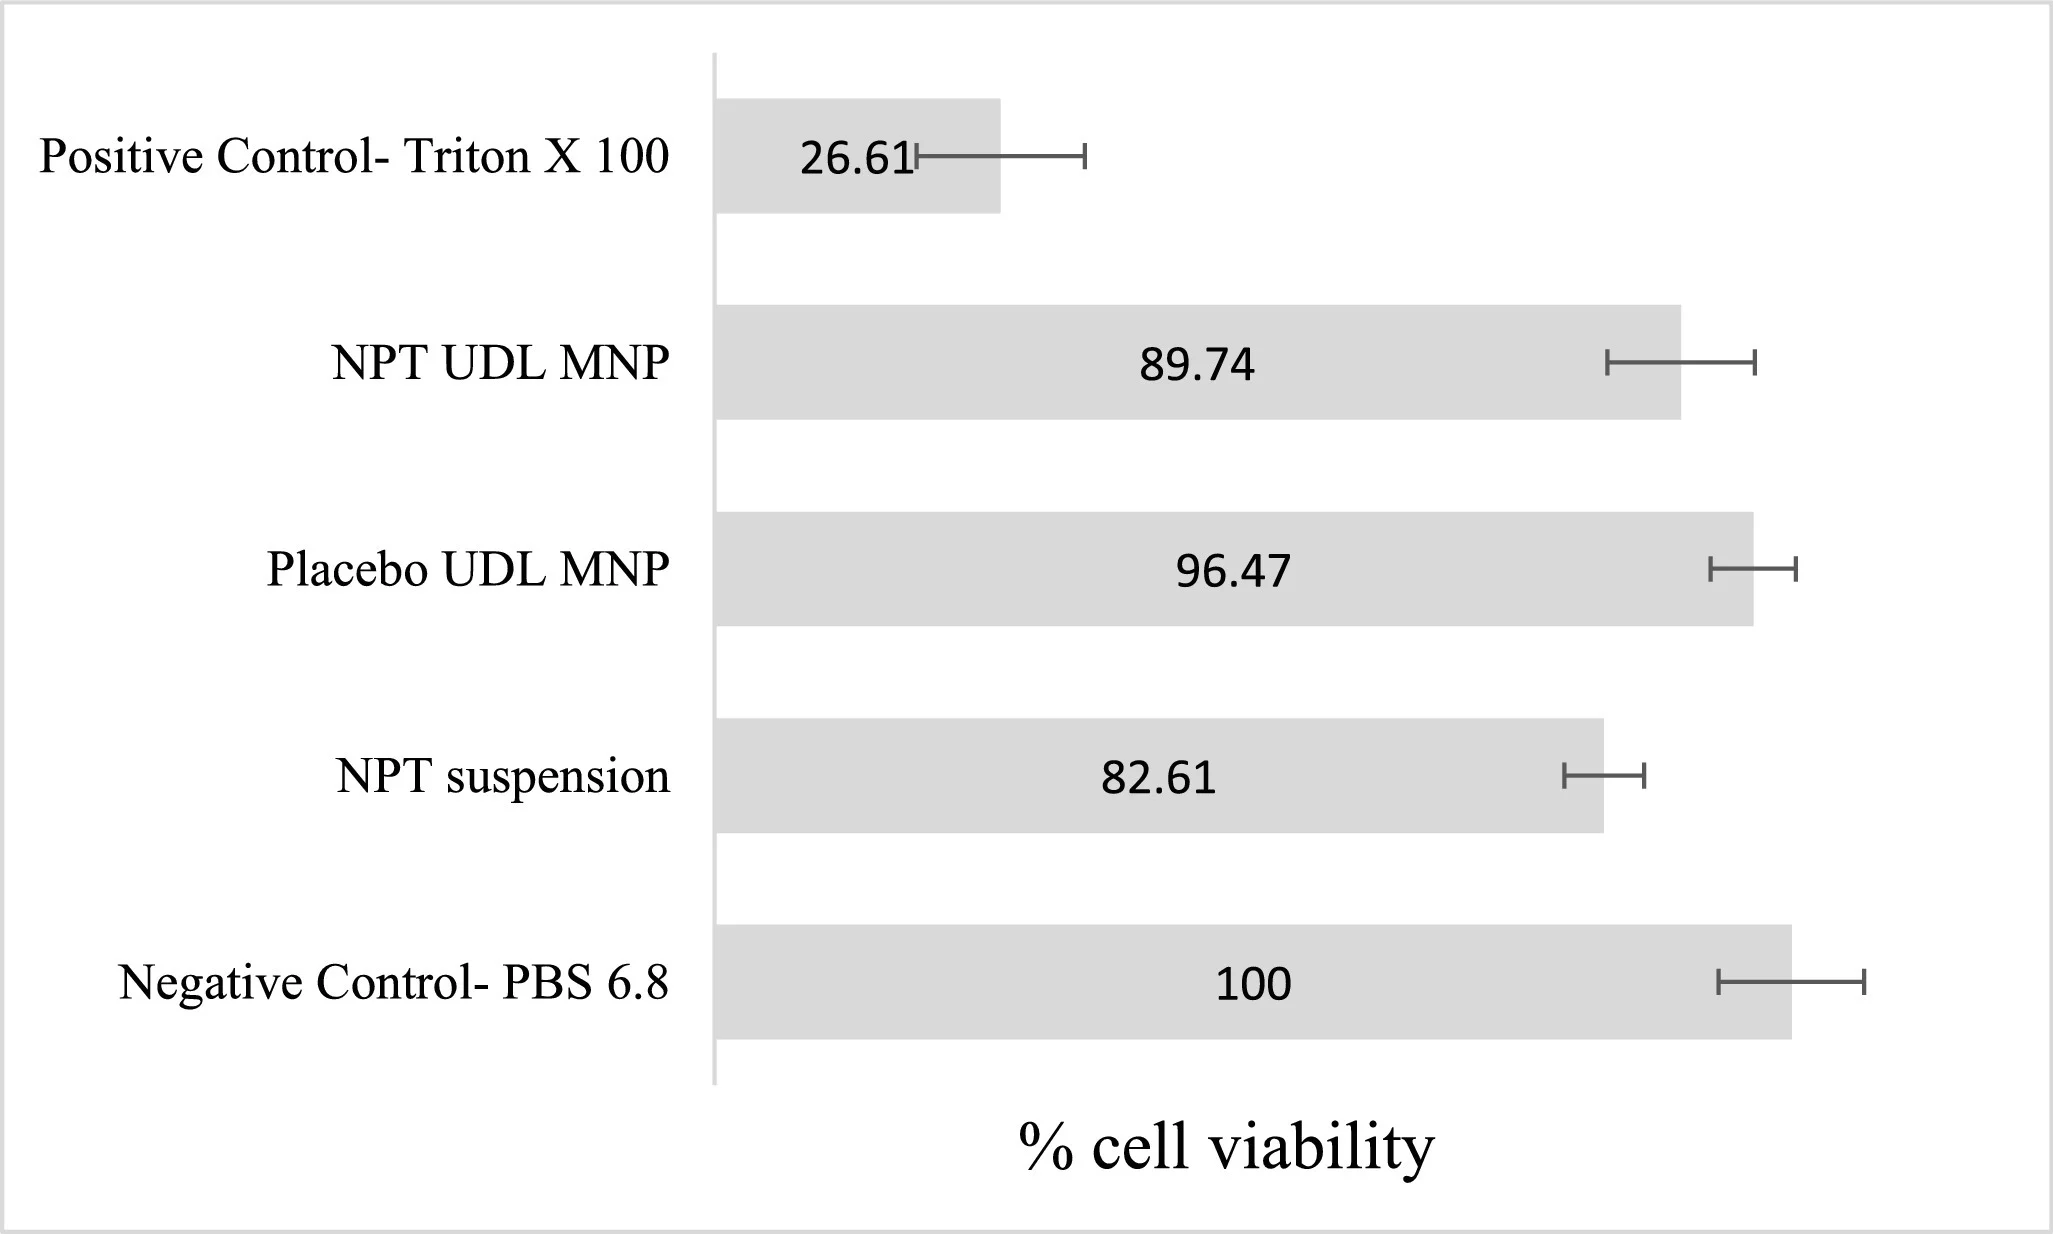 Positive Control- Triton X 100
26.61
NPT UDL MNP
89.74
Placebo UDL MNP
96.47
NPT suspension
82.61
Negative Control- PBS 6.8
100
% cell viability